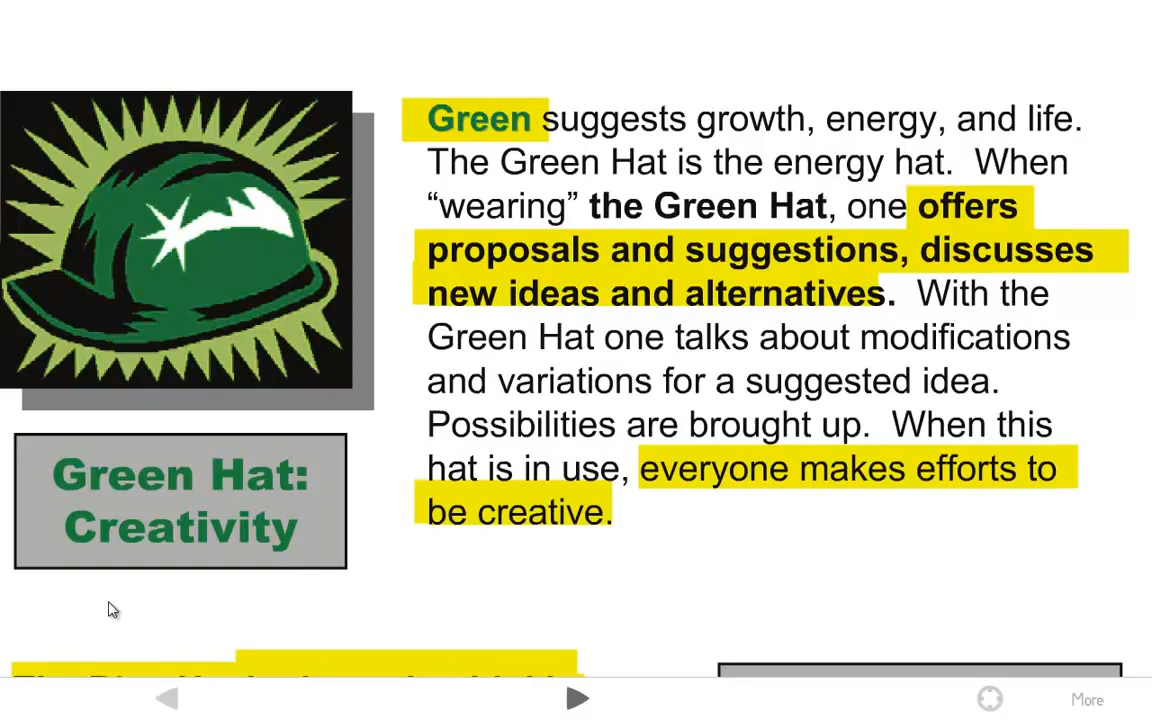 Green suggests growth, energy, and life.
The Green Hat is the energy hat.  When
“wearing” the Green Hat, one offers
proposals and suggestions, discusses
new ideas and alternatives.  With the
Green Hat one talks about modifications
and variations for a suggested idea.
Possibilities are brought up.  When this
hat is in use, everyone makes efforts to
be creative.
Green Hat:
Creativity
More